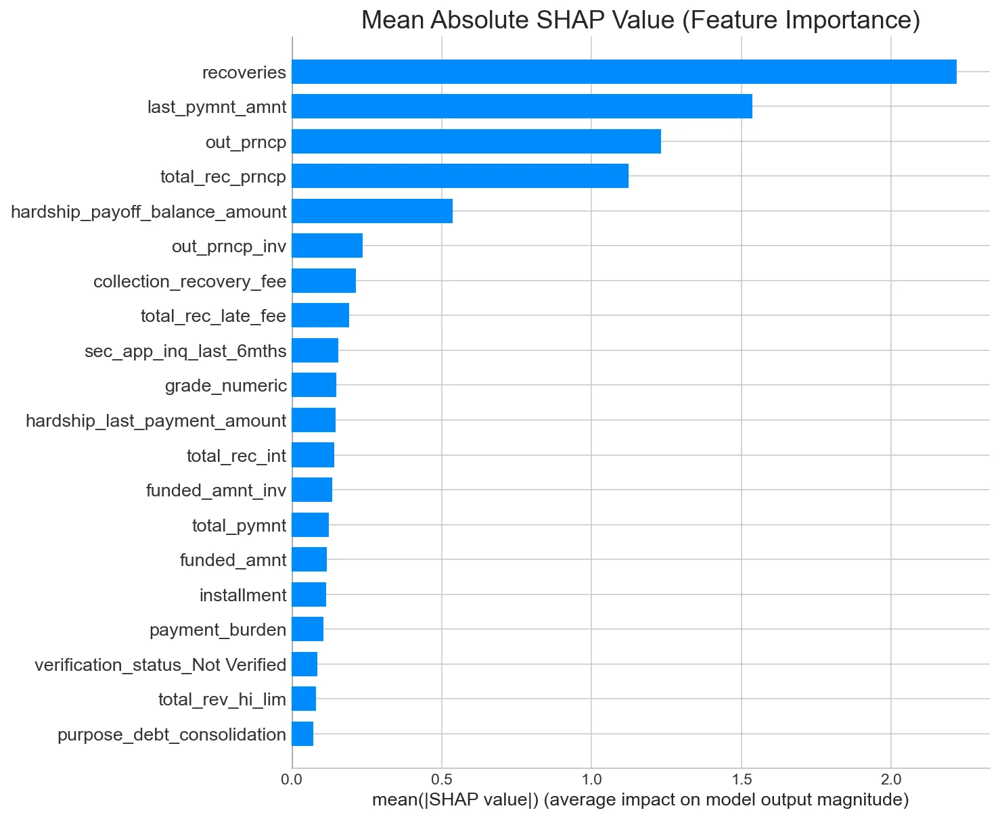 Mean Absolute SHAP Value (Feature Importance)
recoveries
last_pymnt_amnt
out_prncp
total_rec_prncp
hardship_payoff_balance_amount
out_prncp_inv
collection_recovery_fee
total_rec_late_fee
sec_app_inq_last_6mths
grade_numeric
hardship_last_payment_amount
total_rec_int
funded_amnt_inv
total_pymnt
funded_amnt
installment
payment_burden
verification_status_Not Verified
total_rev_hi_lim
purpose_debt_consolidation
0.0 0.5 1.0 1.5 2.0
mean(|SHAP value|) (average impact on model output magnitude)